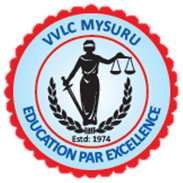 VVLC MYSURU
Estd: 1974
EDUCATION PAR EXCELLENCE